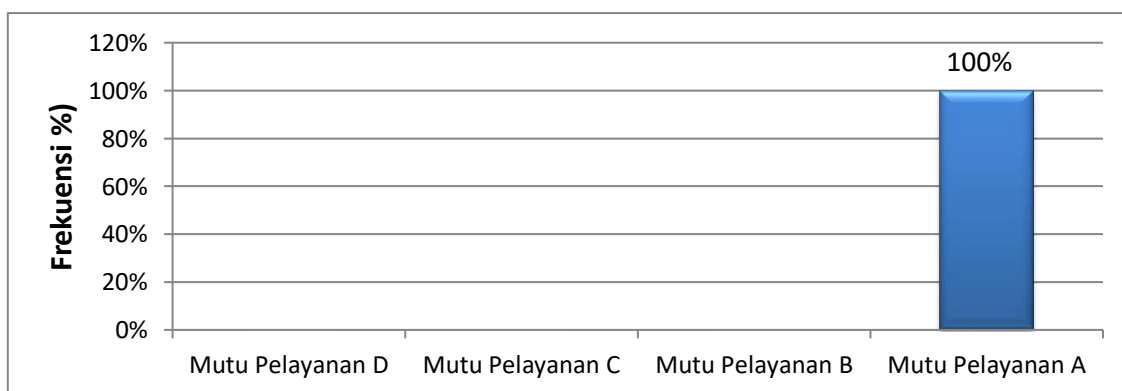 120%
100%
100%
80%
60%
40%
20%
0%
Frekuensi %)
Mutu Pelayanan D
Mutu Pelayanan C
Mutu Pelayanan B
Mutu Pelayanan A